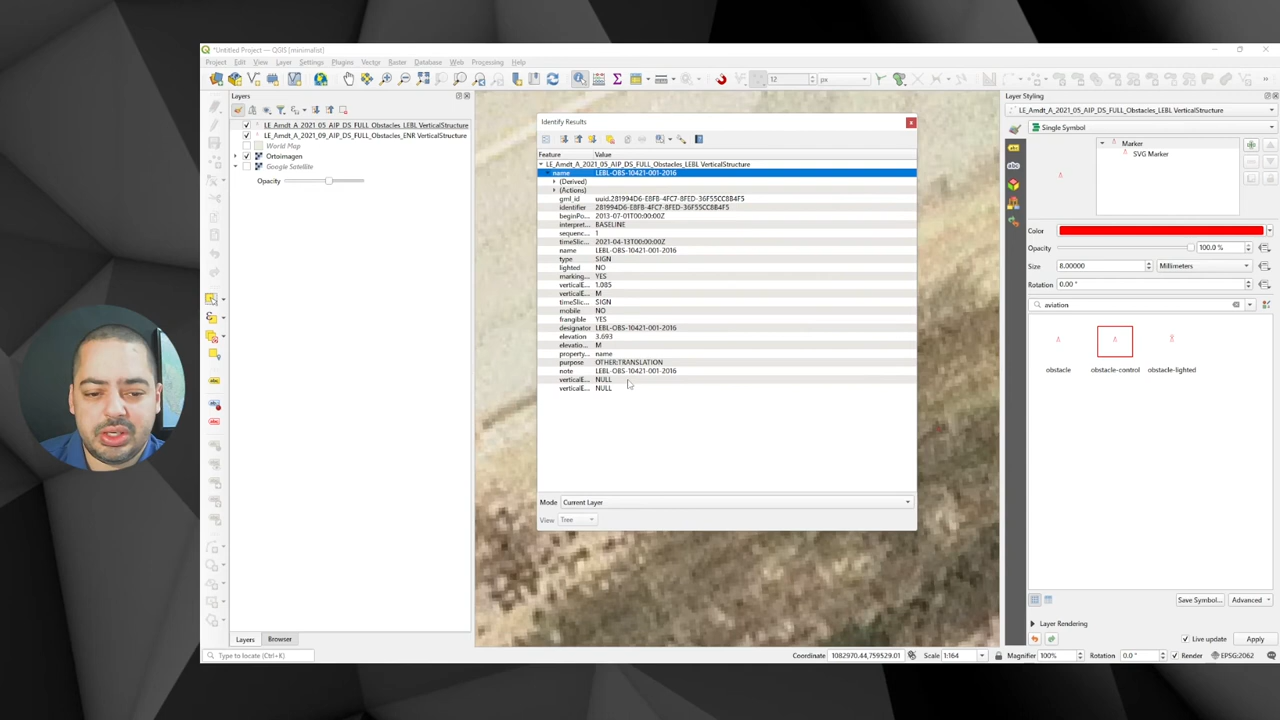 *Untitled Project — QGIS [minimalist]
Project Edit View Layer Settings Plugins Vector Raster Database Web Processing Help
12 px
Layers
LE_Amdt_A_2021_05_AIP_DS_FULL_Obstacles_LEBL VerticalStructure
LE_Amdt_A_2021_09_AIP_DS_FULL_Obstacles_ENR VerticalStructure
World Map
Ortoimagen
Google Satellite
Opacity
Layers Browser
Type to locate (Ctrl+K)
Identify Results
Feature Value
LE_Amdt_A_2021_05_AIP_DS_FULL_Obstacles_LEBL VerticalStructure
name LEBL-OBS-10421-001-2016
(Derived)
(Actions)
gml_id uuid.281994D6-E8FB-4FC7-8FED-36F55CC8B4F5
identifier 281994D6-E8FB-4FC7-8FED-36F55CC8B4F5
beginPo... 2013-07-01T00:00:00Z
interpret... BASELINE
sequenc... 1
timeSlic... 2021-04-13T00:00:00Z
name LEBL-OBS-10421-001-2016
type SIGN
lighted NO
marking... YES
verticalE... 1.085
verticalE... M
timeSlic... SIGN
mobile NO
frangible YES
designator LEBL-OBS-10421-001-2016
elevation 3.693
elevatio... M
property... name
purpose OTHER:TRANSLATION
note LEBL-OBS-10421-001-2016
verticalE... NULL
verticalE... NULL
Mode Current Layer
View Tree
Layer Styling
LE_Amdt_A_2021_05_AIP_DS_FULL_Obstacles_LEBL VerticalStructure
Single Symbol
Marker
SVG Marker
Color
Opacity 100.0 %
Size 8.00000 Millimeters
Rotation 0.00 °
aviation
obstacle obstacle-control obstacle-lighted
Save Symbol... Advanced
Layer Rendering
Live update Apply
Coordinate 1082970.44,759529.01 Scale 1:164 Magnifier 100% Rotation 0.0 ° Render EPSG:2062